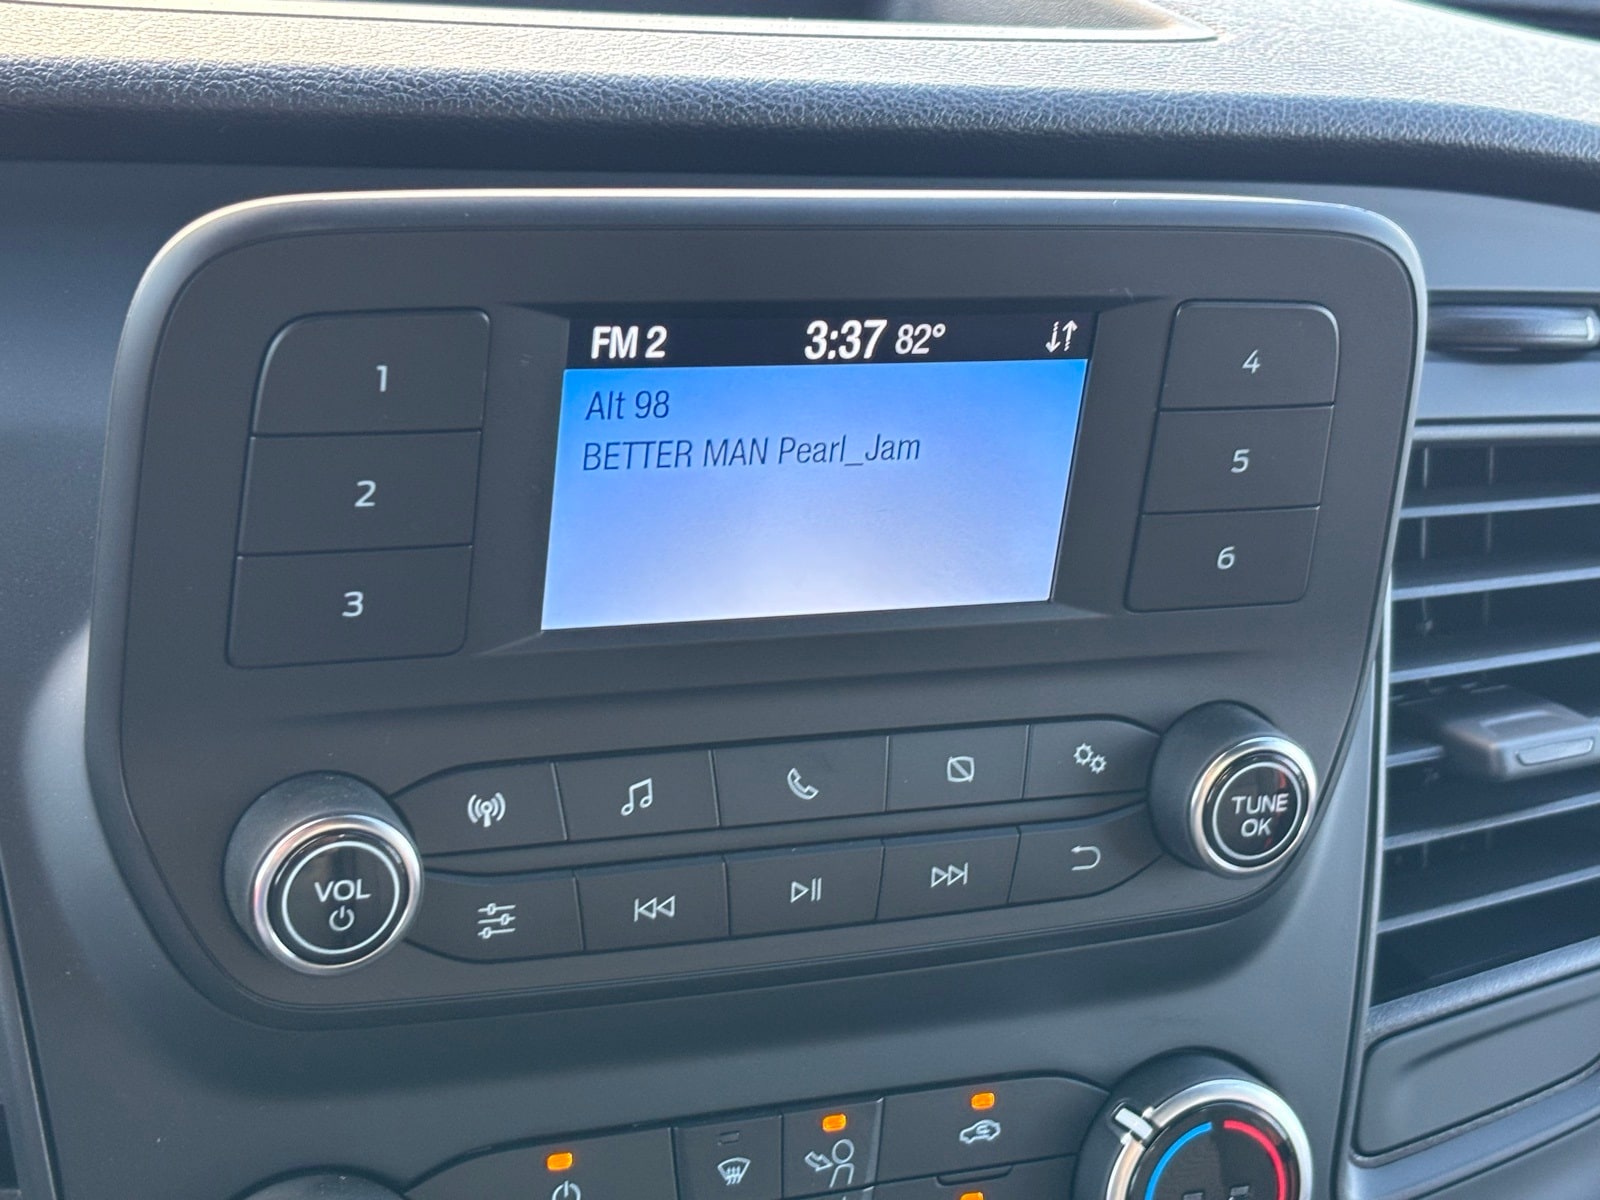 FM 2 3:37 82°
Alt 98
BETTER MAN Pearl_Jam
1
2
3
4
5
6
VOL
TUNE
OK